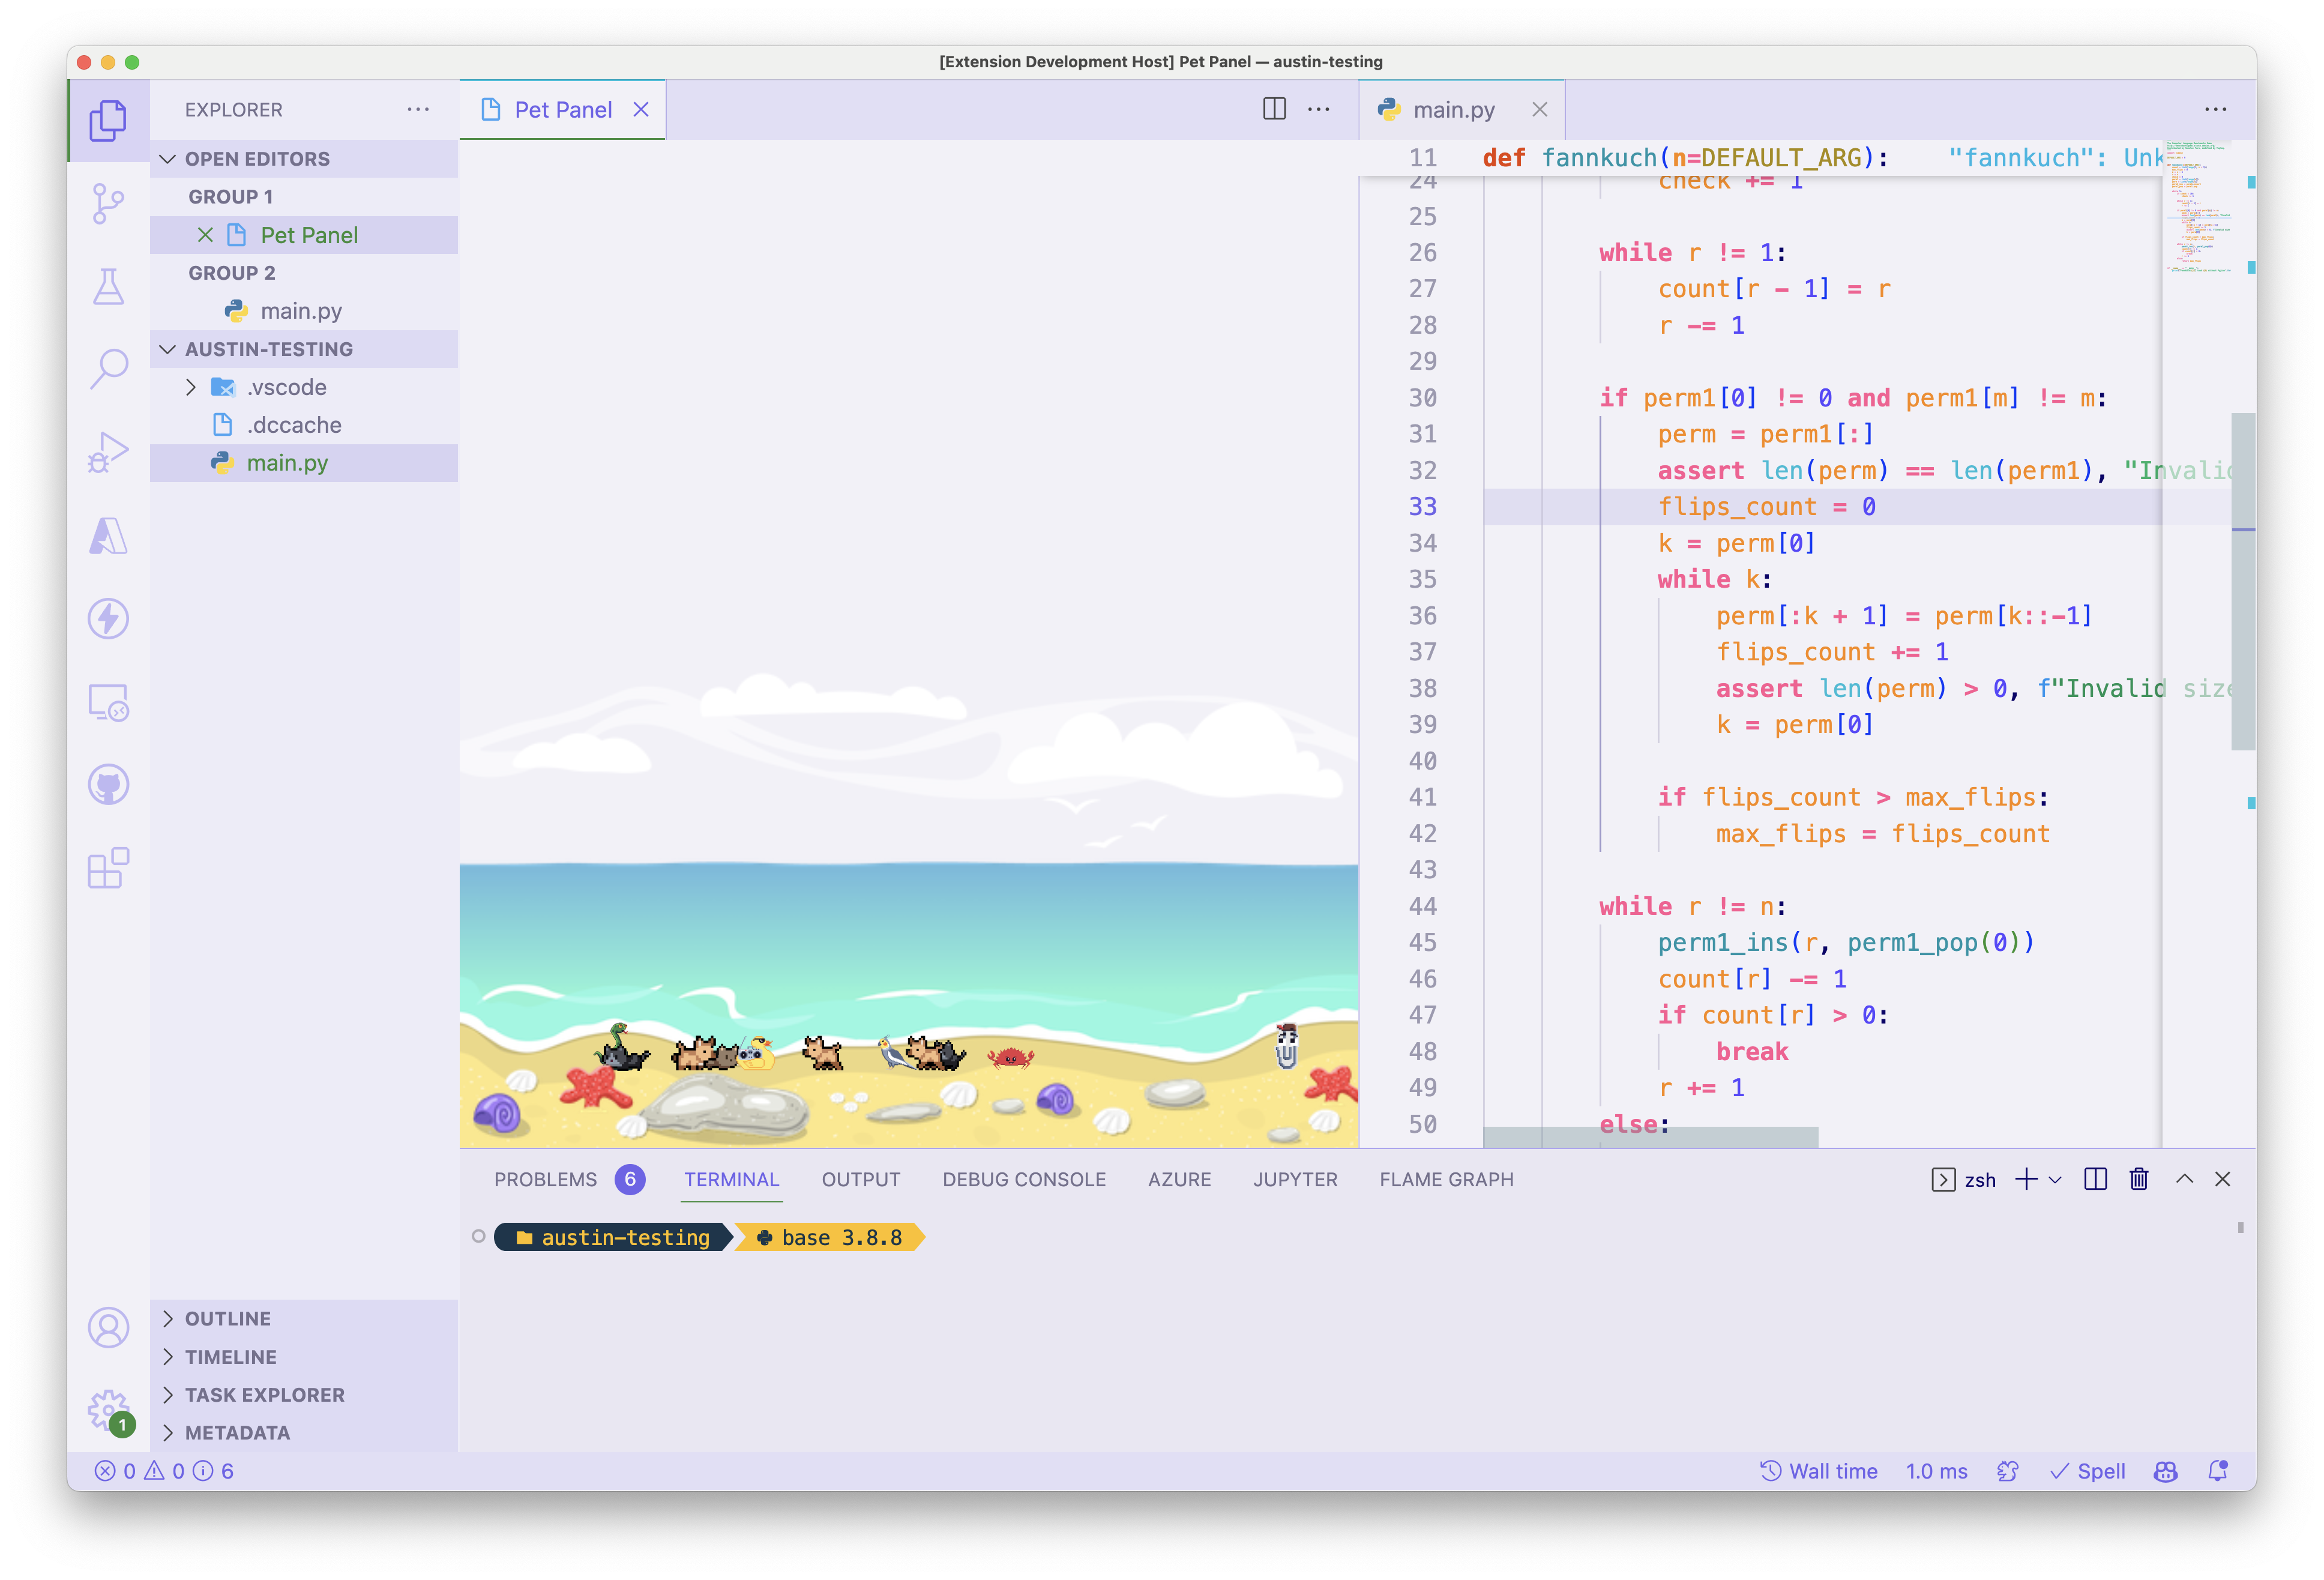 [Extension Development Host] Pet Panel — austin-testing
EXPLORER
OPEN EDITORS
GROUP 1
Pet Panel
GROUP 2
main.py
AUSTIN-TESTING
.vscode
.dccache
main.py
OUTLINE
TIMELINE
TASK EXPLORER
METADATA
1
Pet Panel
main.py
11 def fannkuch(n=DEFAULT_ARG): "fannkuch": Unk
24 check += 1
25
26 while r != 1:
27 count[r - 1] = r
28 r -= 1
29
30 if perm1[0] != 0 and perm1[m] != m:
31 perm = perm1[:]
32 assert len(perm) == len(perm1), "Invalid
33 flips_count = 0
34 k = perm[0]
35 while k:
36 perm[:k + 1] = perm[k::-1]
37 flips_count += 1
38 assert len(perm) > 0, f"Invalid size
39 k = perm[0]
40
41 if flips_count > max_flips:
42 max_flips = flips_count
43
44 while r != n:
45 perm1_ins(r, perm1_pop(0))
46 count[r] -= 1
47 if count[r] > 0:
48 break
49 r += 1
50 else:
PROBLEMS 6 TERMINAL OUTPUT DEBUG CONSOLE AZURE JUPYTER FLAME GRAPH zsh
austin-testing base 3.8.8
0 0 6 Wall time 1.0 ms Spell